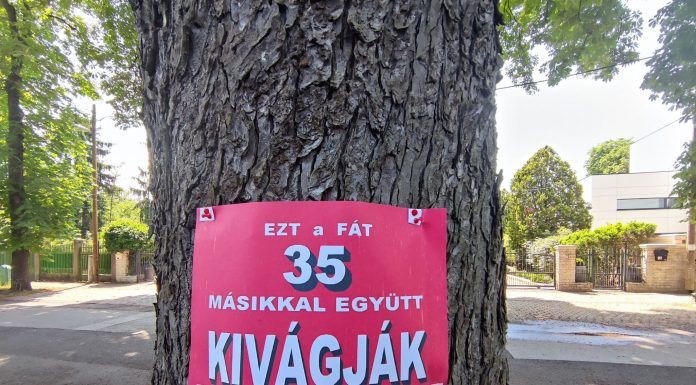 EZT a FÁT
35
MÁSIKKAL EGYÜTT
KIVÁGJÁK